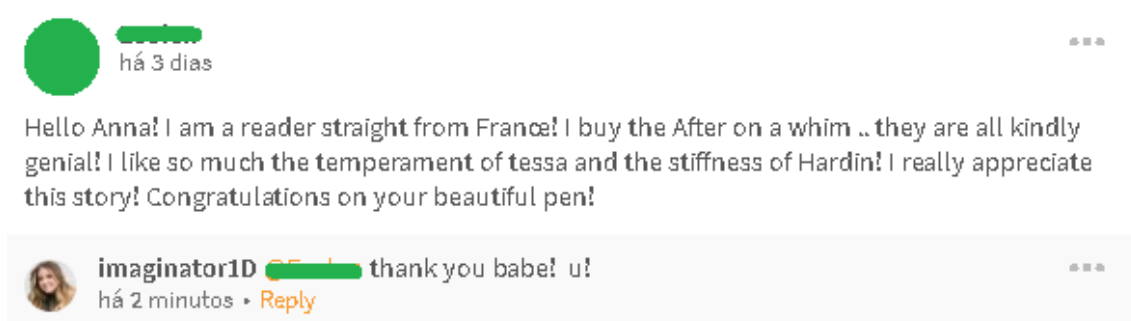 há 3 dias
Hello Anna! I am a reader straight from France! I buy the After on a whim .. they are all kindly
genial! I like so much the temperament of tessa and the stiffness of Hardin! I really appreciate
this story! Congratulations on your beautiful pen!
imaginator1D thank you babe! u!
há 2 minutos • Reply